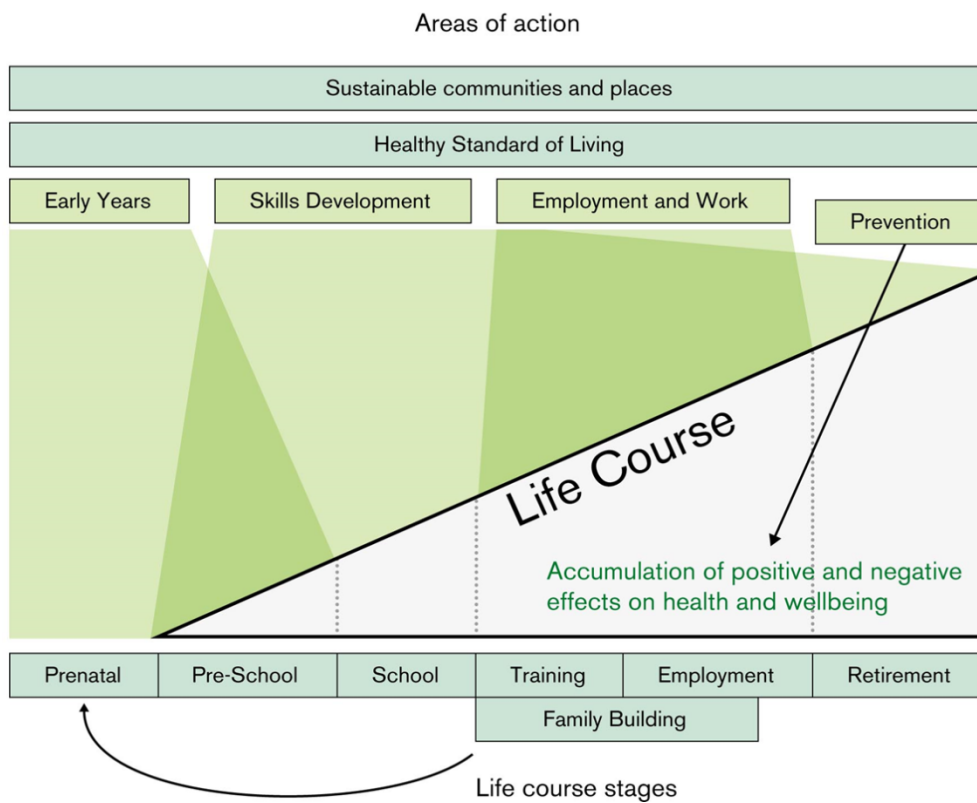 Areas of action
Sustainable communities and places
Healthy Standard of Living
Early Years
Skills Development
Employment and Work
Prevention
Life Course
Accumulation of positive and negative
effects on health and wellbeing
Prenatal
Pre-School
School
Training
Employment
Retirement
Family Building
Life course stages